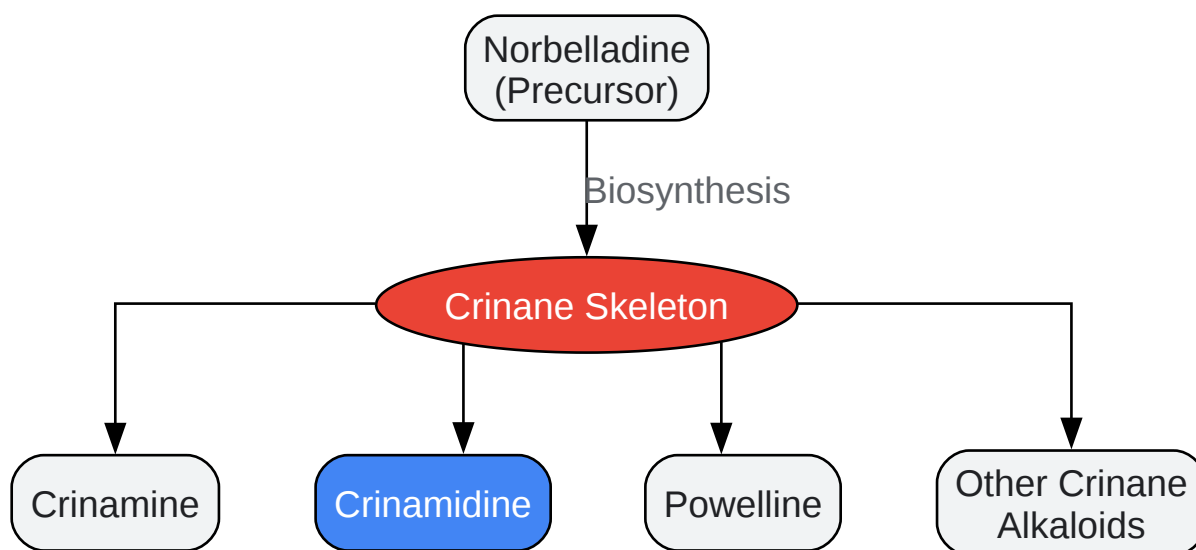 Norbelladine
(Precursor)
Biosynthesis
Crinane Skeleton
Crinamine
Crinamidine
Powelline
Other Crinane
Alkaloids